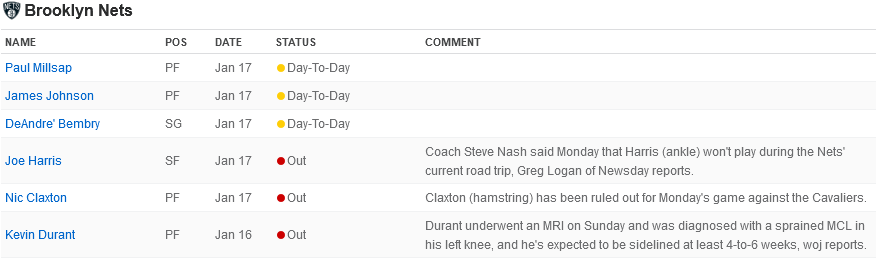 NETS
Brooklyn Nets
NAME POS DATE STATUS COMMENT
Paul Millsap PF Jan 17 Day-To-Day
James Johnson PF Jan 17 Day-To-Day
DeAndre' Bembry SG Jan 17 Day-To-Day
Joe Harris SF Jan 17 Out Coach Steve Nash said Monday that Harris (ankle) won't play during the Nets'
current road trip, Greg Logan of Newsday reports.
Nic Claxton PF Jan 17 Out Claxton (hamstring) has been ruled out for Monday's game against the Cavaliers.
Kevin Durant PF Jan 16 Out Durant underwent an MRI on Sunday and was diagnosed with a sprained MCL in
his left knee, and he's expected to be sidelined at least 4-to-6 weeks, woj reports.